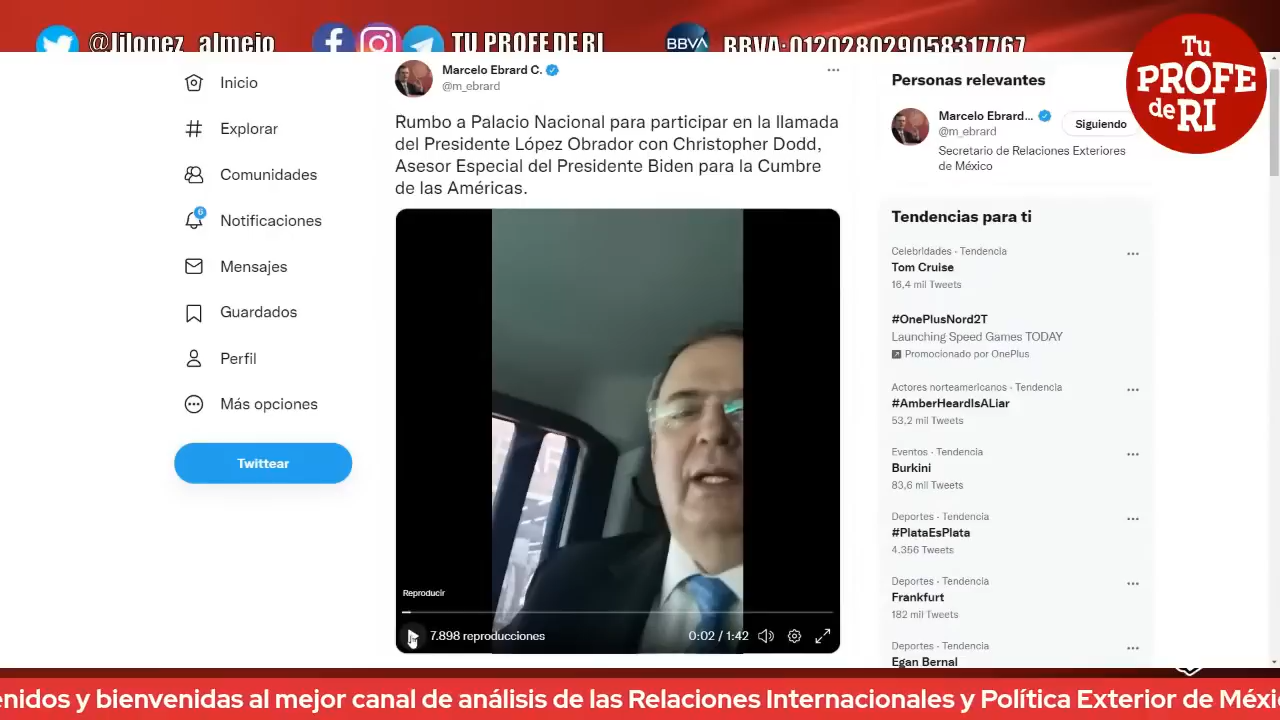 @jjlopez_almejo
TU PROFE DE RI
BBVA
BBVA: 012028029058317767
Tu
PROFE
de RI
Inicio
Explorar
Comunidades
6
Notificaciones
Mensajes
Guardados
Perfil
Más opciones
Twittear
Marcelo Ebrard C.
@m_ebrard
Rumbo a Palacio Nacional para participar en la llamada
del Presidente López Obrador con Christopher Dodd,
Asesor Especial del Presidente Biden para la Cumbre
de las Américas.
Reproducir
7.898 reproducciones
0:02 / 1:42
Personas relevantes
Marcelo Ebrard...
@m_ebrard
Siguiendo
Secretario de Relaciones Exteriores
de México
Tendencias para ti
Celebridades · Tendencia
Tom Cruise
16,4 mil Tweets
#OnePlusNord2T
Launching Speed Games TODAY
Promocionado por OnePlus
Actores norteamericanos · Tendencia
#AmberHeardIsALiar
53,2 mil Tweets
Eventos · Tendencia
Burkini
83,6 mil Tweets
Deportes · Tendencia
#PlataEsPlata
4.356 Tweets
Deportes · Tendencia
Frankfurt
182 mil Tweets
Deportes · Tendencia
Egan Bernal
enidos y bienvenidas al mejor canal de análisis de las Relaciones Internacionales y Política Exterior de Méxi